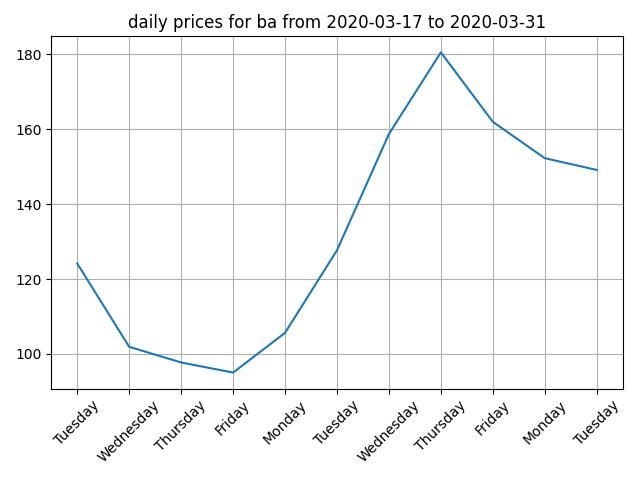 daily prices for ba from 2020-03-17 to 2020-03-31
180
160
140
120
100
Tuesday
Wednesday
Thursday
Friday
Monday
Tuesday
Wednesday
Thursday
Friday
Monday
Tuesday